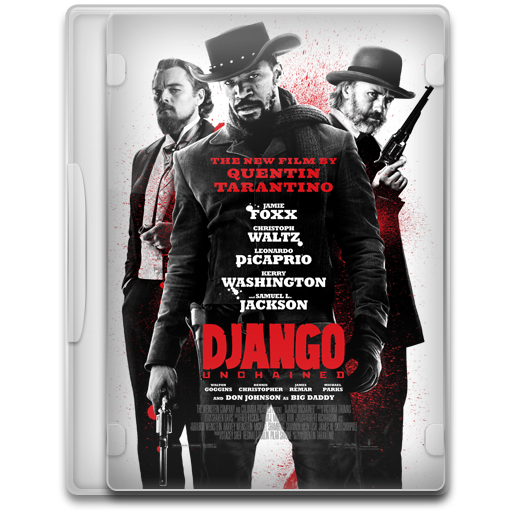 THE NEW FILM BY
QUENTIN
TARANTINO
JAMIE
FOXX
CHRISTOPH
WALTZ
LEONARDO
DiCAPRIO
KERRY
WASHINGTON
AND SAMUEL L.
JACKSON
DJANGO
UNCHAINED
WALTON DENNIS JAMES MICHAEL
GOGGINS CHRISTOPHER REMAR PARKS
AND DON JOHNSON AS BIG DADDY